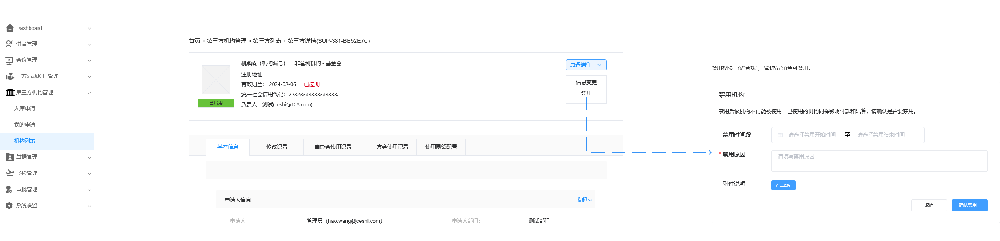 Dashboard
讲者管理
会议管理
三方活动项目管理
第三方机构管理
入库申请
我的申请
机构列表
单据管理
飞检管理
审批管理
系统设置
首页 > 第三方机构管理 > 第三方列表 > 第三方详情(SUP-381-BB52E7C)
已启用
机构A（机构编号） 非营利机构 - 基金会
注册地址
有效期至： 2024-02-06 已过期
统一社会信用代码：223233333333333332
负责人：测试(ceshi@123.com)
更多操作
信息变更
禁用
基本信息 修改记录 自办会使用记录 三方会使用记录 使用限额配置
申请人信息 收起
申请人： 管理员（hao.wang@ceshi.com） 申请人部门： 测试部门
禁用权限：仅“合规”、“管理员”角色可禁用。
禁用机构
禁用后该机构不再能被使用，已使用的机构同样影响付款和结算，请确认是否要禁用。
禁用时间段 请选择禁用开始时间 至 请选择禁用结束时间
* 禁用原因 请填写禁用原因
附件说明 点击上传
取消 确认禁用